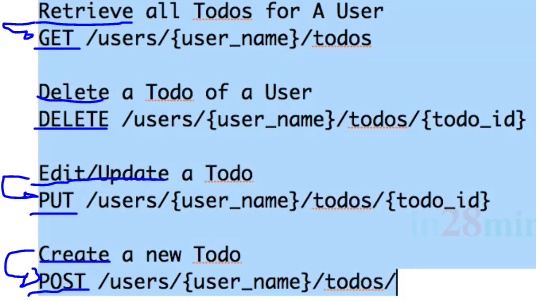 Retrieve all Todos for A User
GET /users/{user_name}/todos
Delete a Todo of a User
DELETE /users/{user_name}/todos/{todo_id}
Edit/Update a Todo
PUT /users/{user_name}/todos/{todo_id}
in28min
Create a new Todo
POST /users/{user_name}/todos/